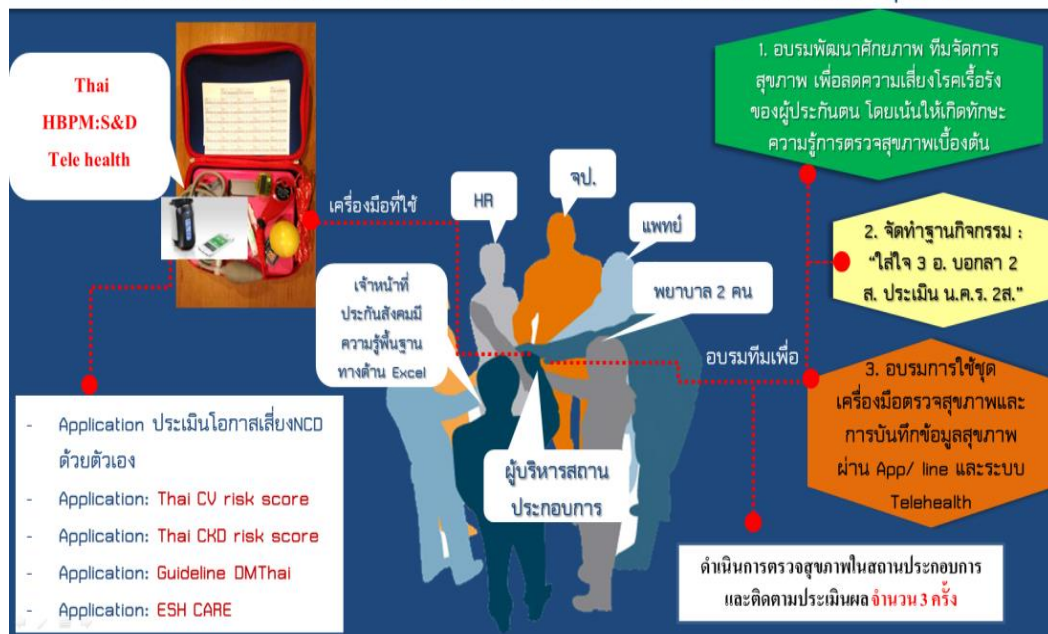 Thai
HBPM:S&D
Tele health
เครื่องมือที่ใช้
HR
จป.
แพทย์
พยาบาล 2 คน
เจ้าหน้าที่
ประกันสังคมมี
ความรู้พื้นฐาน
ทางด้าน Excel
ผู้บริหารสถาน
ประกอบการ
อบรมทีมเพื่อ
1. อบรมพัฒนาศักยภาพ ทีมจัดการ
สุขภาพ เพื่อลดความเสี่ยงโรคเรื้อรัง
ของผู้ประกันตน โดยเน้นให้เกิดทักษะ
ความรู้การตรวจสุขภาพเบื้องต้น
2. จัดทำฐานกิจกรรม :
“ใส่ใจ 3 อ. บอกลา 2
ส. ประเมิน น.ค.ร. 2ส.”
3. อบรมการใช้ชุด
เครื่องมือตรวจสุขภาพและ
การบันทึกข้อมูลสุขภาพ
ผ่าน App/ line และระบบ
Telehealth
- Application ประเมินโอกาสเสี่ยงNCD
ด้วยตัวเอง
- Application: Thai CV risk score
- Application: Thai CKD risk score
- Application: Guideline DMThai
- Application: ESH CARE
ดำเนินการตรวจสุขภาพในสถานประกอบการ
และติดตามประเมินผล จำนวน 3 ครั้ง